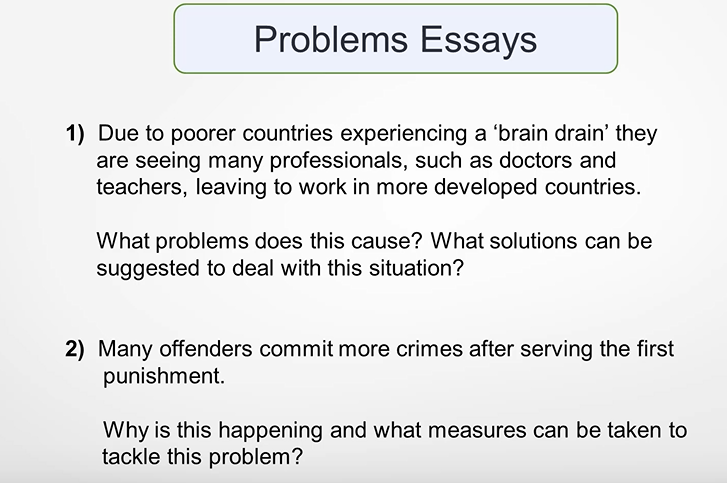 Problems Essays
1) Due to poorer countries experiencing a ‘brain drain’ they
are seeing many professionals, such as doctors and
teachers, leaving to work in more developed countries.
What problems does this cause? What solutions can be
suggested to deal with this situation?
2) Many offenders commit more crimes after serving the first
punishment.
Why is this happening and what measures can be taken to
tackle this problem?